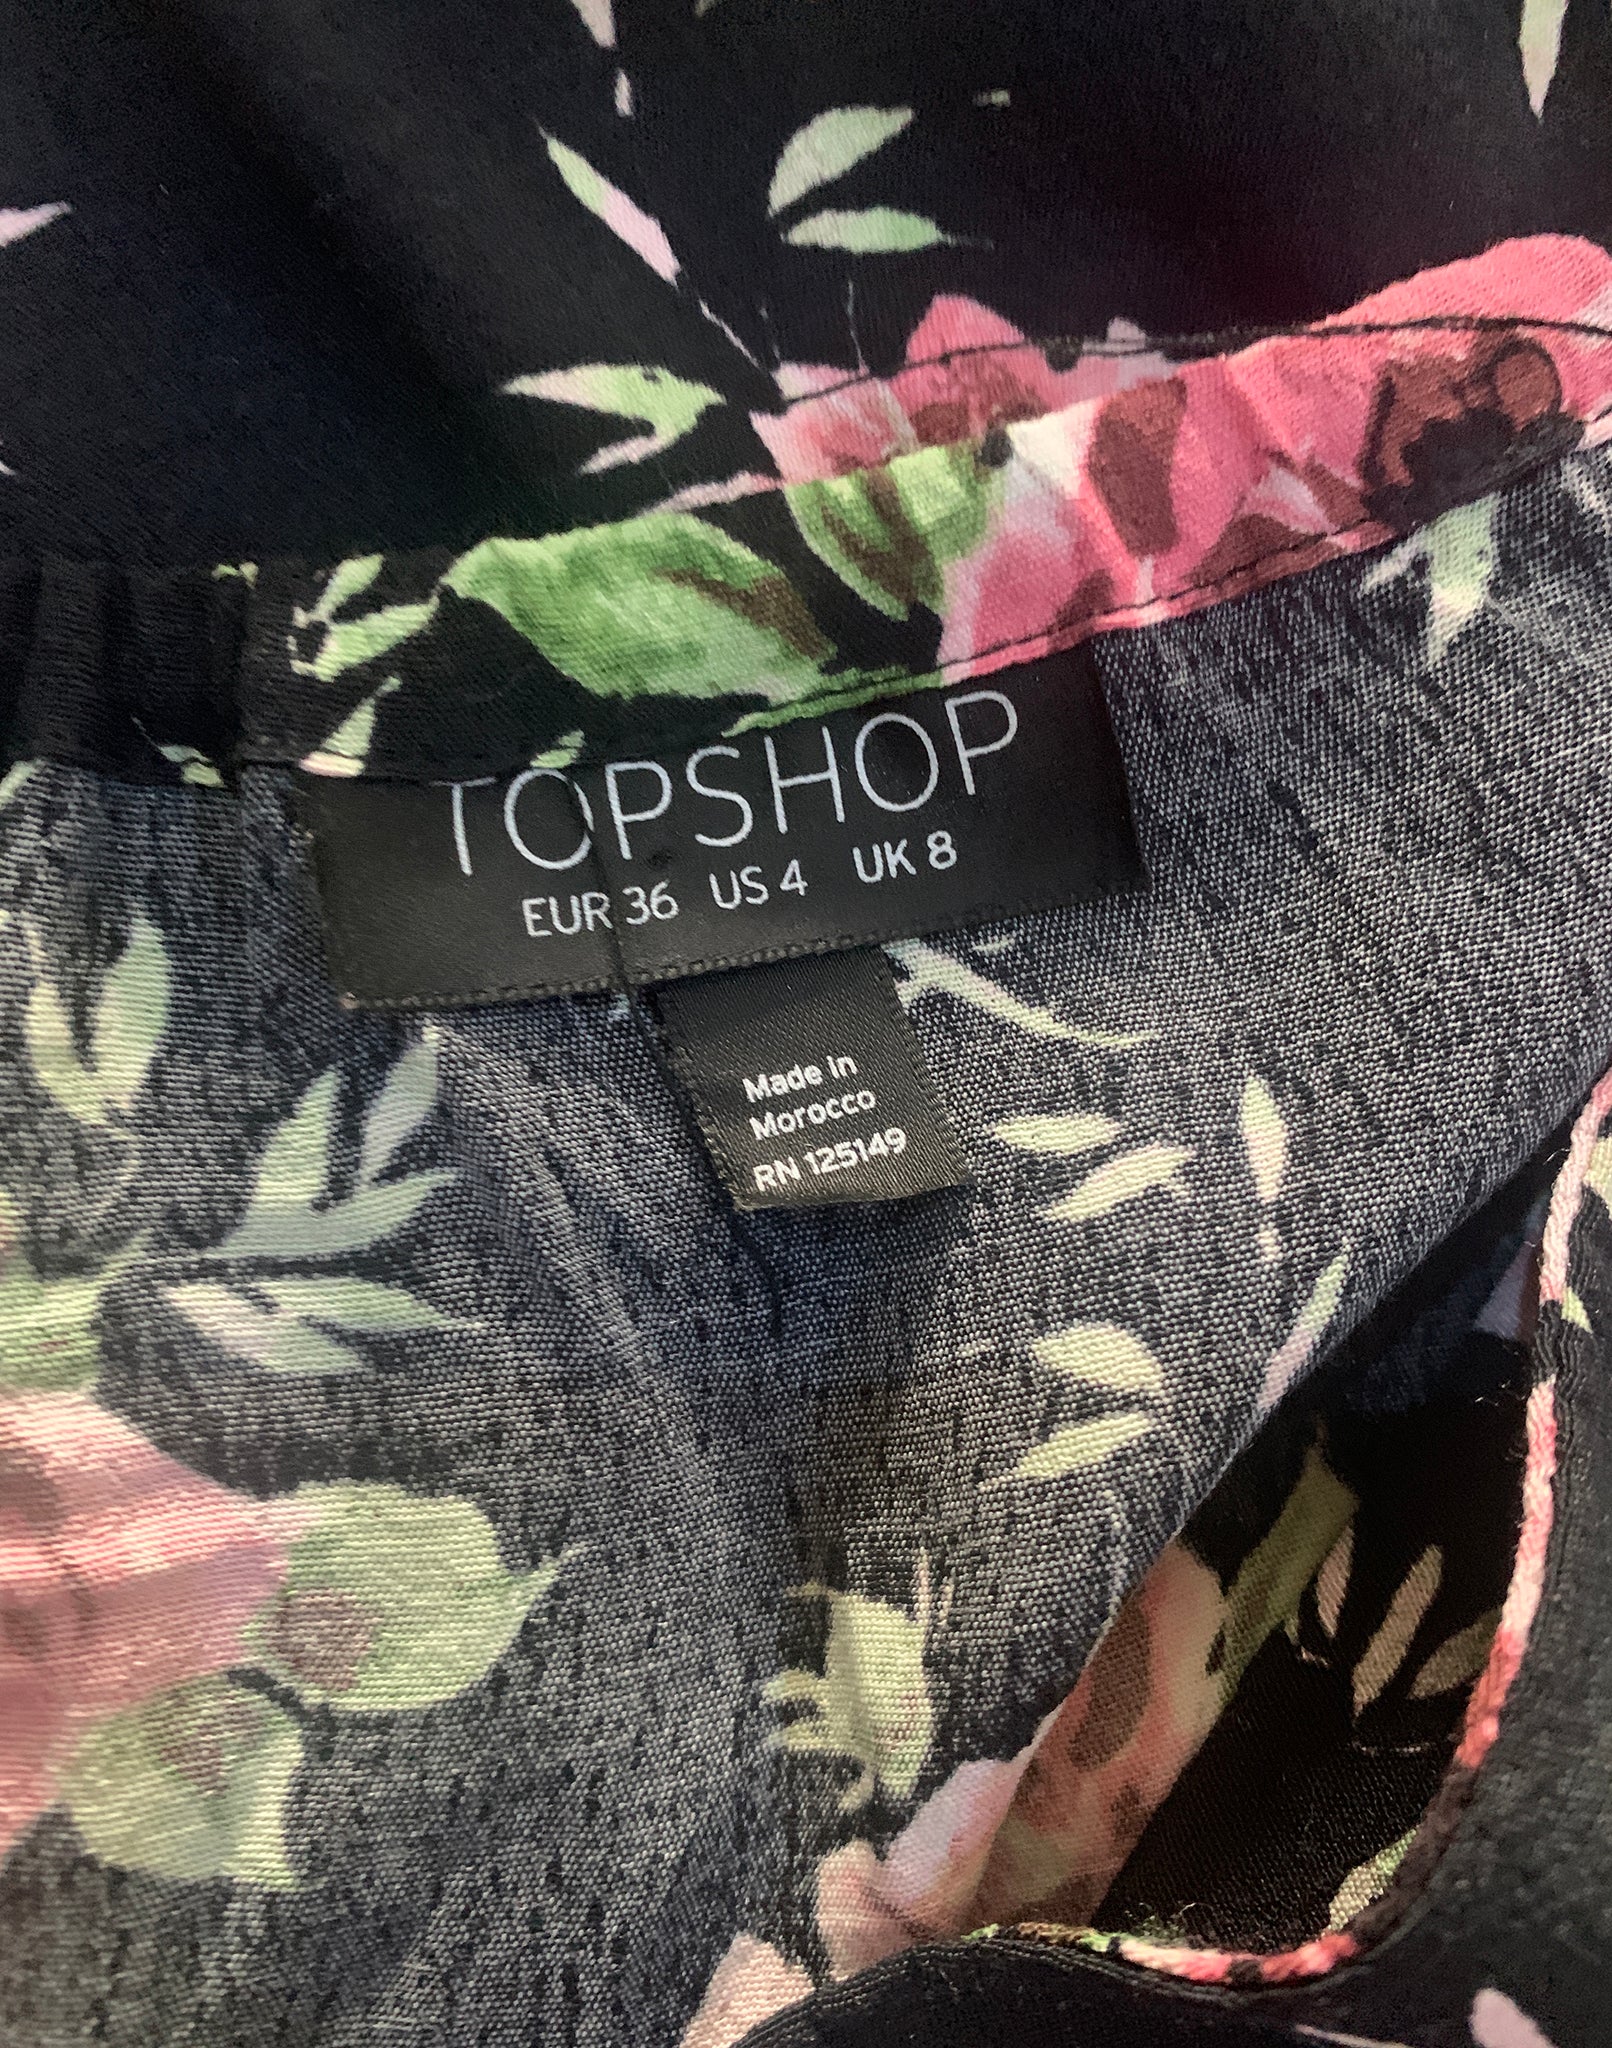 TOPSHOP
EUR 36 US 4 UK 8
Made in
Morocco
RN 125149